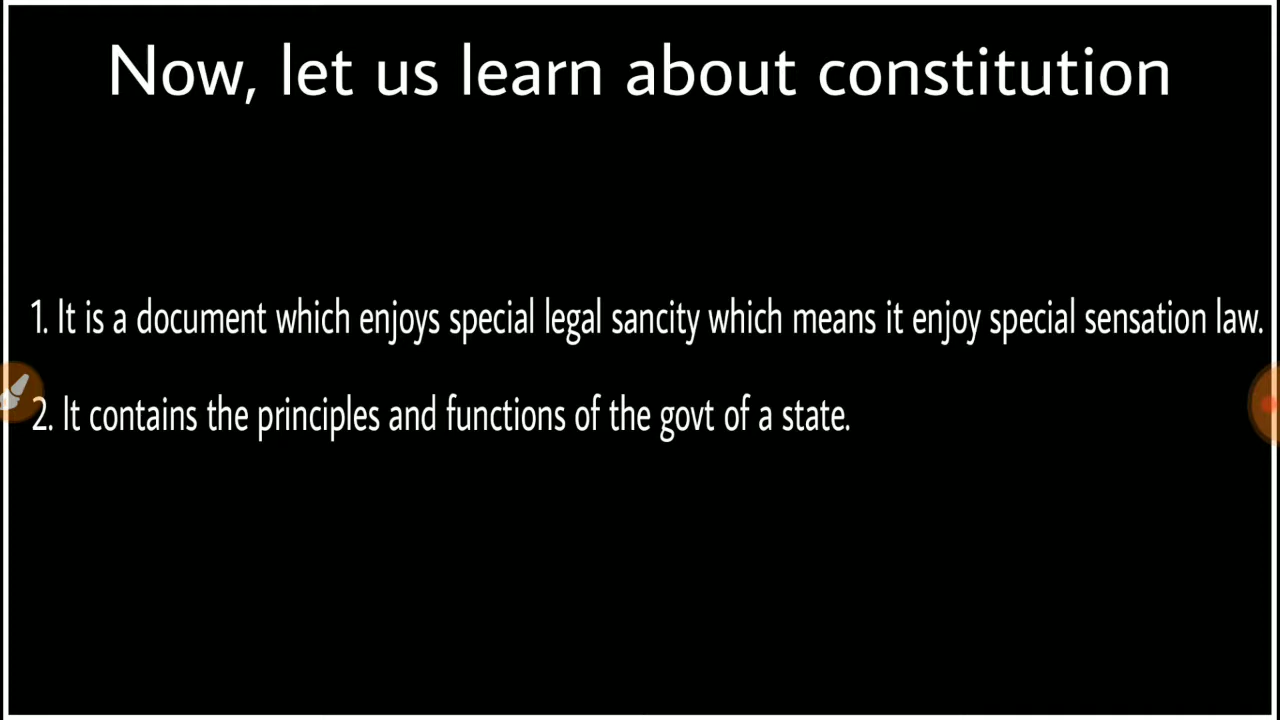 Now, let us learn about constitution
1. It is a document which enjoys special legal sancity which means it enjoy special sensation law.
2. It contains the principles and functions of the govt of a state.